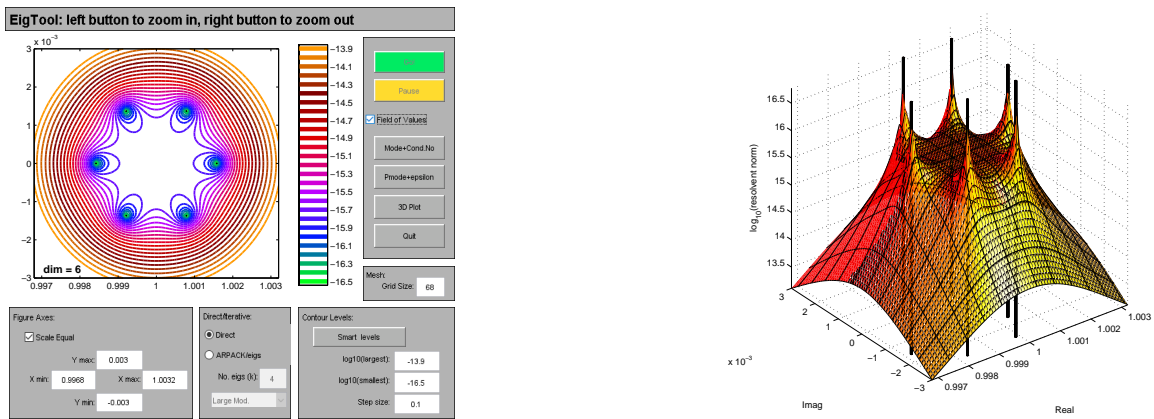 EigTool: left button to zoom in, right button to zoom out
x 10⁻³
3
2
1
0
−1
−2
−3
0.997
0.998
0.999
1
1.001
1.002
1.003
dim = 6
−13.9
−14.1
−14.3
−14.5
−14.7
−14.9
−15.1
−15.3
−15.5
−15.7
−15.9
−16.1
−16.3
−16.5
Go!
Pause
Field of Values
Mode+Cond.No
Pmode+epsilon
3D Plot
Quit
Mesh:
Grid Size: 68
Figure Axes:
Scale Equal
Y max: 0.003
X min: 0.9968 X max: 1.0032
Y min: -0.003
Direct/Iterative:
Direct
ARPACK/eigs
No. eigs (k): 4
Large Mod.
Contour Levels:
Smart levels
log10(largest): -13.9
log10(smallest): -16.5
Step size: 0.1
log₁₀(resolvent norm)
16.5
16
15.5
15
14.5
14
13.5
3
2
1
0
−1
−2
−3
x 10⁻³
Imag
0.997
0.998
0.999
1
1.001
1.002
1.003
Real